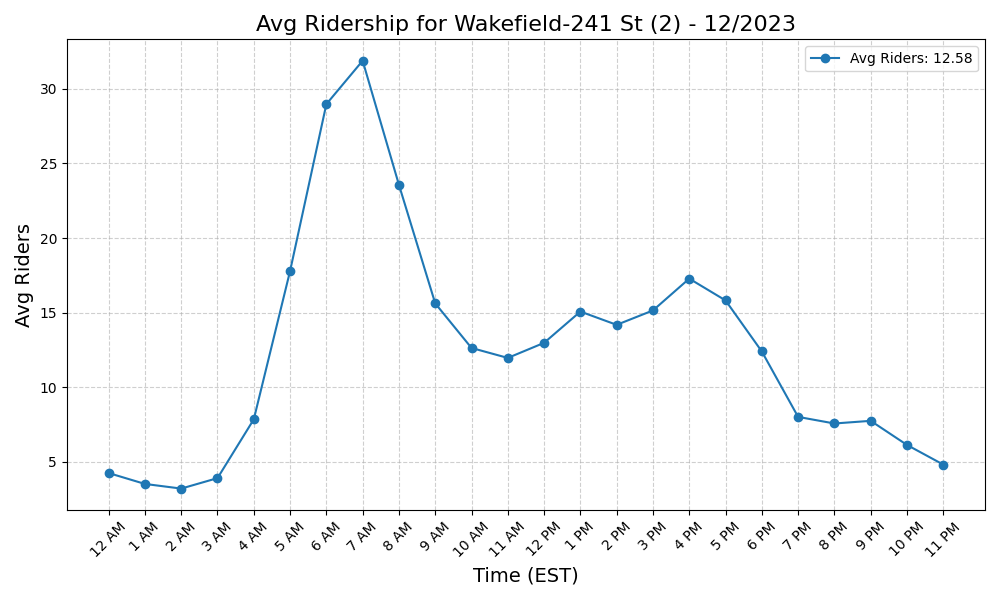 Avg Ridership for Wakefield-241 St (2) - 12/2023
Avg Riders: 12.58
Avg Riders
30
25
20
15
10
5
12 AM
1 AM
2 AM
3 AM
4 AM
5 AM
6 AM
7 AM
8 AM
9 AM
10 AM
11 AM
12 PM
1 PM
2 PM
3 PM
4 PM
5 PM
6 PM
7 PM
8 PM
9 PM
10 PM
11 PM
Time (EST)